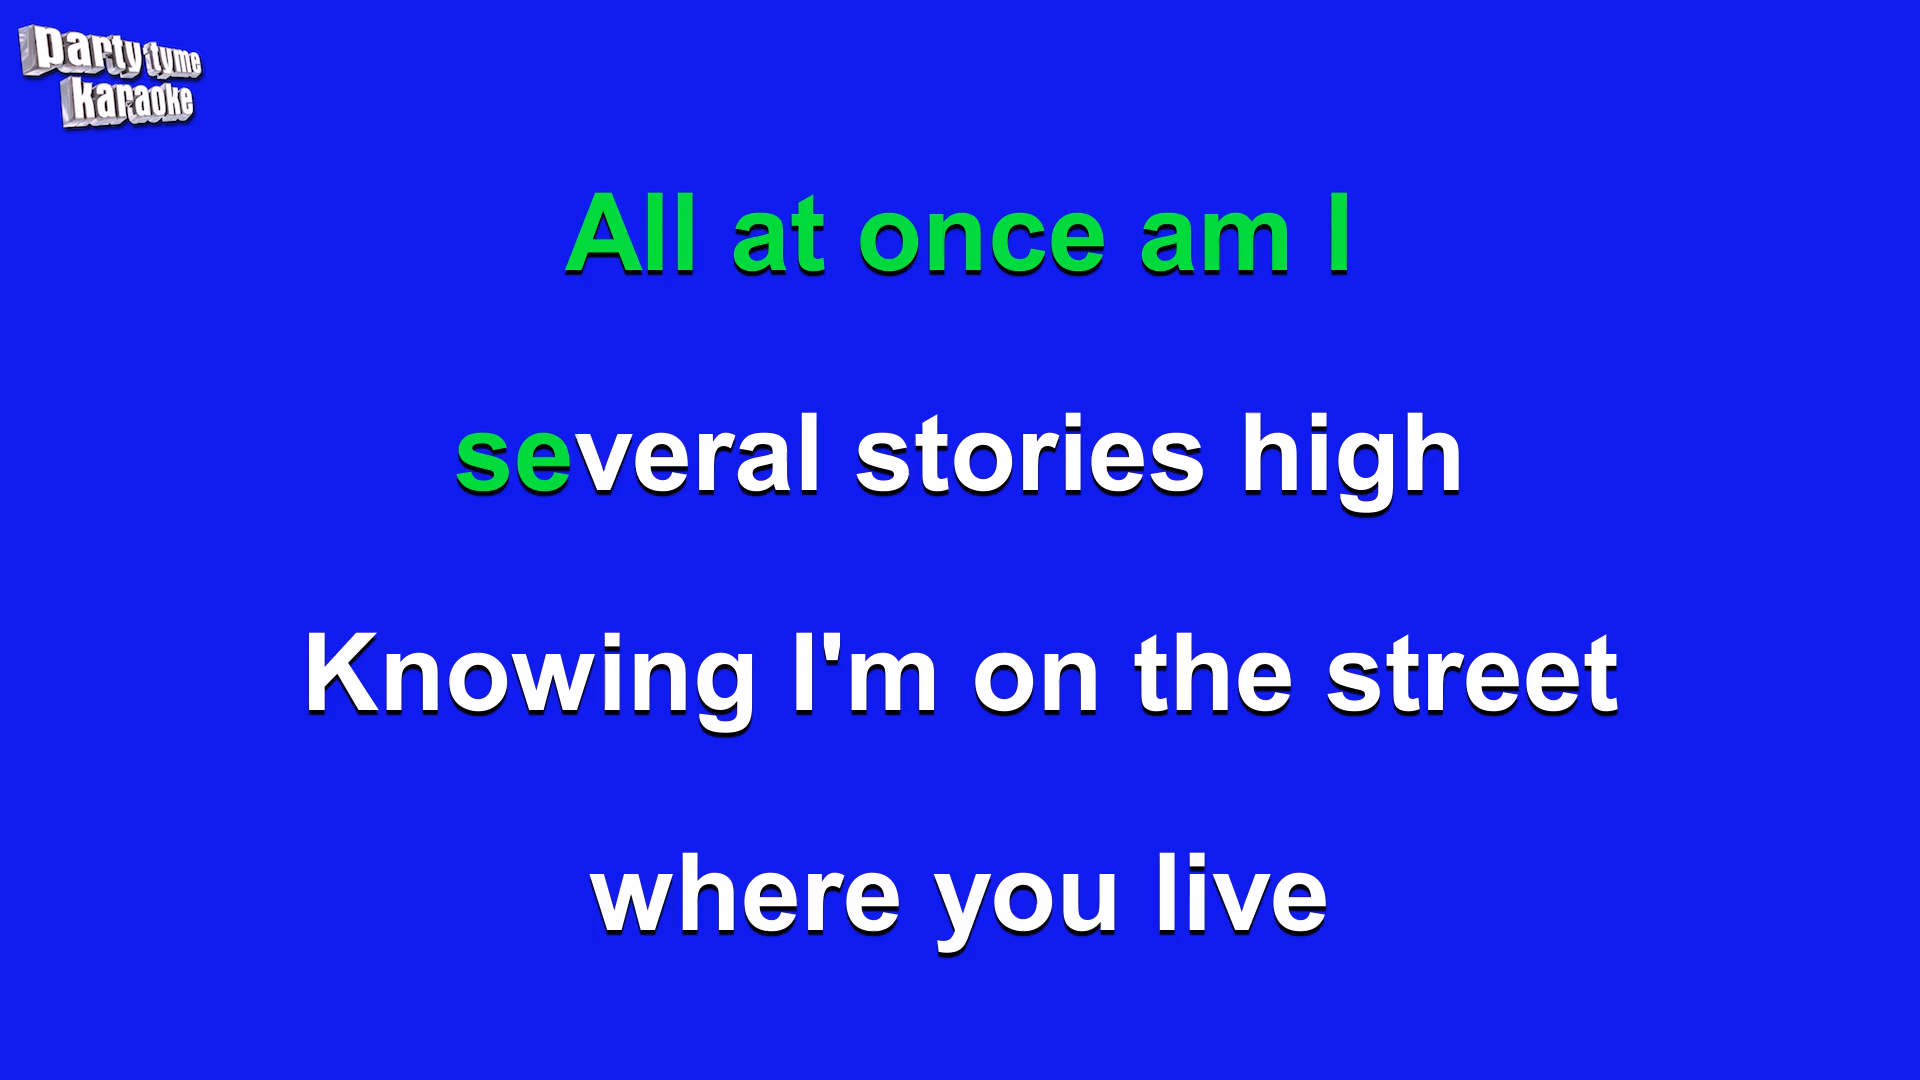 party tyme
karaoke
All at once am I
several stories high
Knowing I'm on the street
where you live